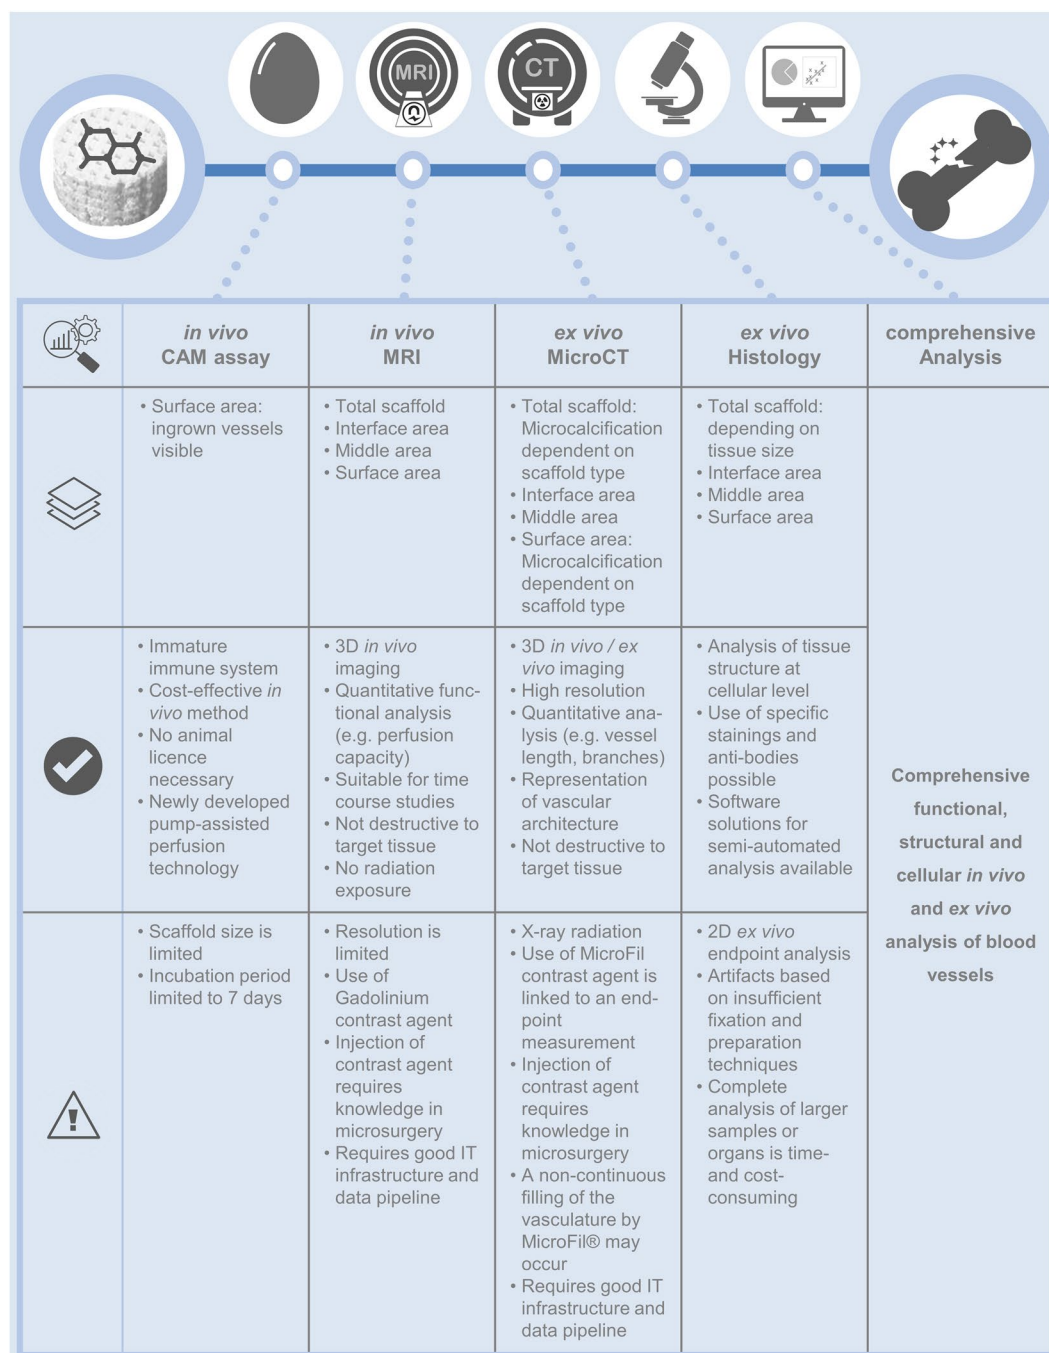 MRI
CT
in vivo
CAM assay
in vivo
MRI
ex vivo
MicroCT
ex vivo
Histology
comprehensive
Analysis
• Surface area:
ingrown vessels
visible
• Total scaffold
• Interface area
• Middle area
• Surface area
• Total scaffold:
Microcalcification
dependent on
scaffold type
• Interface area
• Middle area
• Surface area:
Microcalcification
dependent on
scaffold type
• Total scaffold:
depending on
tissue size
• Interface area
• Middle area
• Surface area
• Immature
immune system
• Cost-effective in
vivo method
• No animal
licence
necessary
• Newly developed
pump-assisted
perfusion
technology
• 3D in vivo
imaging
• Quantitative func-
tional analysis
(e.g. perfusion
capacity)
• Suitable for time
course studies
• Not destructive to
target tissue
• No radiation
exposure
• 3D in vivo / ex
vivo imaging
• High resolution
• Quantitative ana-
lysis (e.g. vessel
length, branches)
• Representation
of vascular
architecture
• Not destructive to
target tissue
• Analysis of tissue
structure at
cellular level
• Use of specific
stainings and
anti-bodies
possible
• Software
solutions for
semi-automated
analysis available
Comprehensive
functional,
structural and
cellular in vivo
and ex vivo
analysis of blood
vessels
• Scaffold size is
limited
• Incubation period
limited to 7 days
• Resolution is
limited
• Use of
Gadolinium
contrast agent
• Injection of
contrast agent
requires
knowledge in
microsurgery
• Requires good IT
infrastructure and
data pipeline
• X-ray radiation
• Use of MicroFil
contrast agent is
linked to an end-
point
measurement
• Injection of
contrast agent
requires
knowledge in
microsurgery
• A non-continuous
filling of the
vasculature by
MicroFil® may
occur
• Requires good IT
infrastructure and
data pipeline
• 2D ex vivo
endpoint analysis
• Artifacts based
on insufficient
fixation and
preparation
techniques
• Complete
analysis of larger
samples or
organs is time-
and cost-
consuming